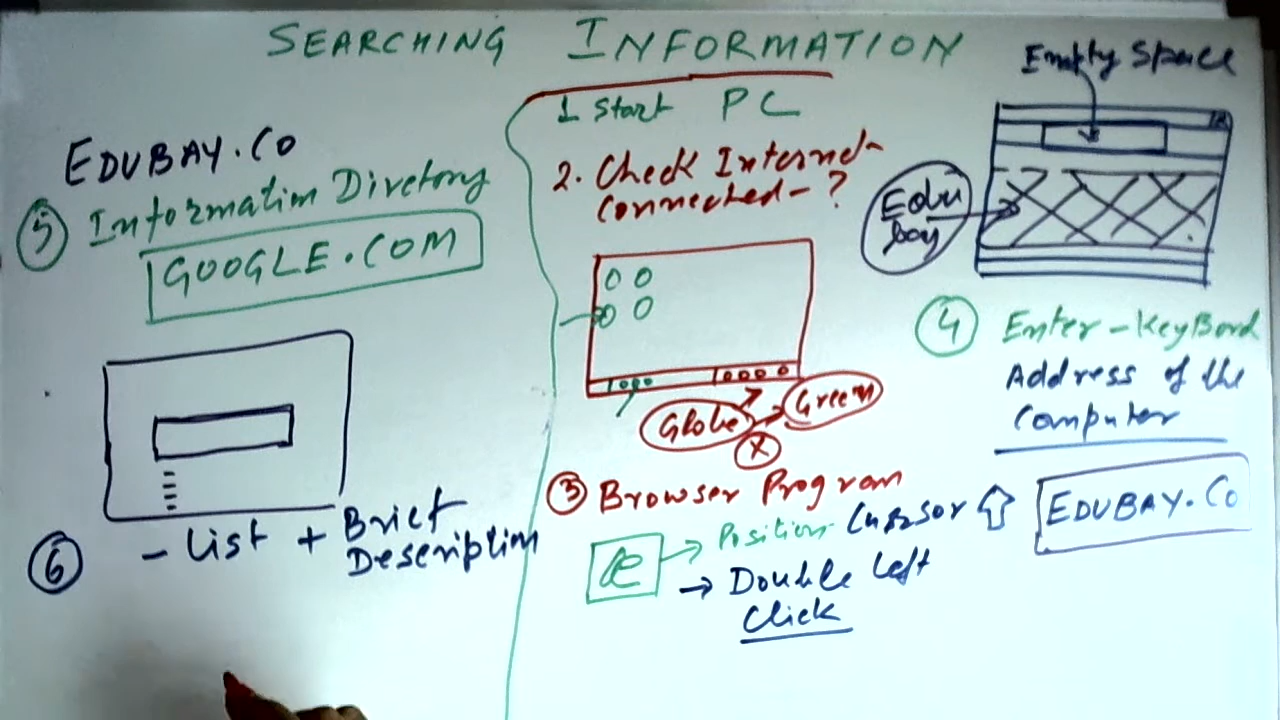 SEARCHING INFORMATION
1 Start PC
2. Check Internet
connected - ?
Globe
Green
X
3 Browser Program
e
Position Cursor
→ Double Left
Click
Empty Space
Edu
bay
4 Enter - KeyBord
Address of the
Computer
EDUBAY.CO
EDUBAY.CO
5 Information Diretory
GOOGLE.COM
6 - List + Brief
Description